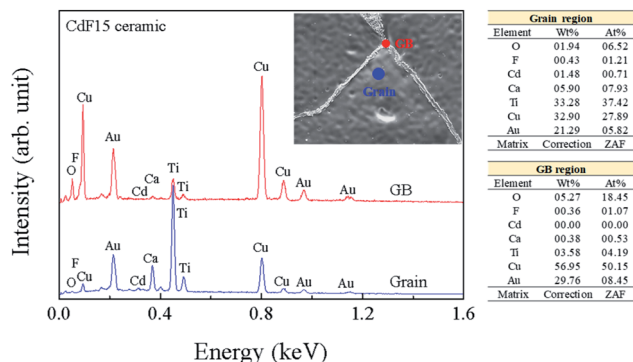 CdF15 ceramic
GB
Grain
Intensity (arb. unit)
Energy (keV)
0.0 0.4 0.8 1.2 1.6
O F Cu Au Cd Ca Ti Ti Cu Cu Au Au GB
O F Cu Au Cd Ca Ti Ti Cu Cu Au Au Grain
Grain region
Element Wt% At%
O 01.94 06.52
F 00.43 01.21
Cd 01.48 00.71
Ca 05.90 07.93
Ti 33.28 37.42
Cu 32.90 27.89
Au 21.29 05.82
Matrix Correction ZAF
GB region
Element Wt% At%
O 05.27 18.45
F 00.36 01.07
Cd 00.00 00.00
Ca 00.38 00.53
Ti 03.58 04.19
Cu 56.95 50.15
Au 29.76 08.45
Matrix Correction ZAF